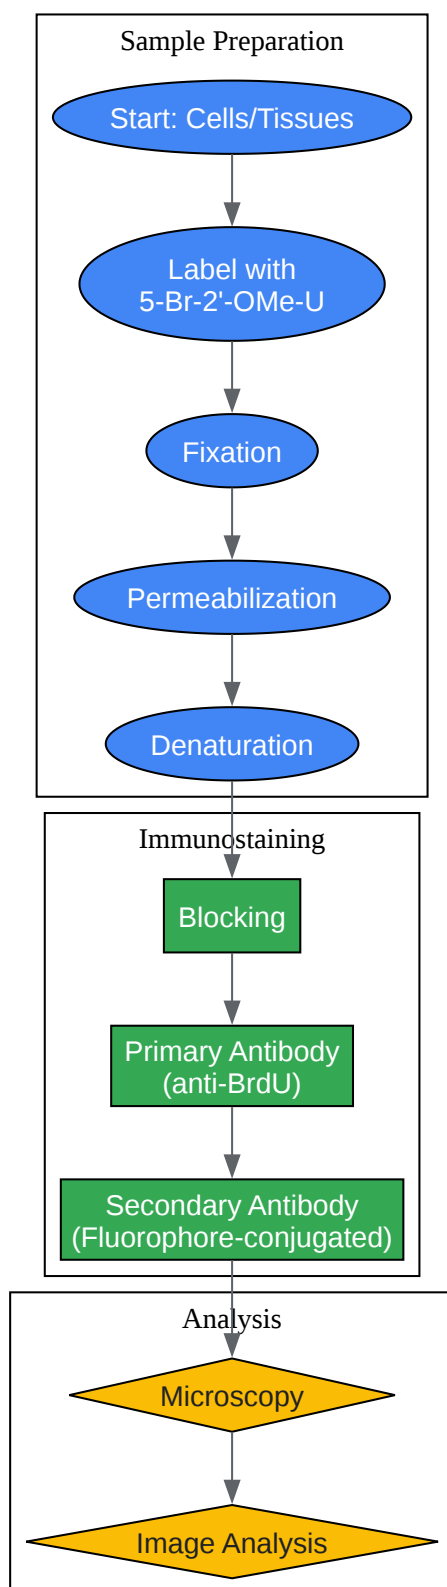 Sample Preparation
Start: Cells/Tissues
Label with
5-Br-2'-OMe-U
Fixation
Permeabilization
Denaturation
Immunostaining
Blocking
Primary Antibody
(anti-BrdU)
Secondary Antibody
(Fluorophore-conjugated)
Analysis
Microscopy
Image Analysis